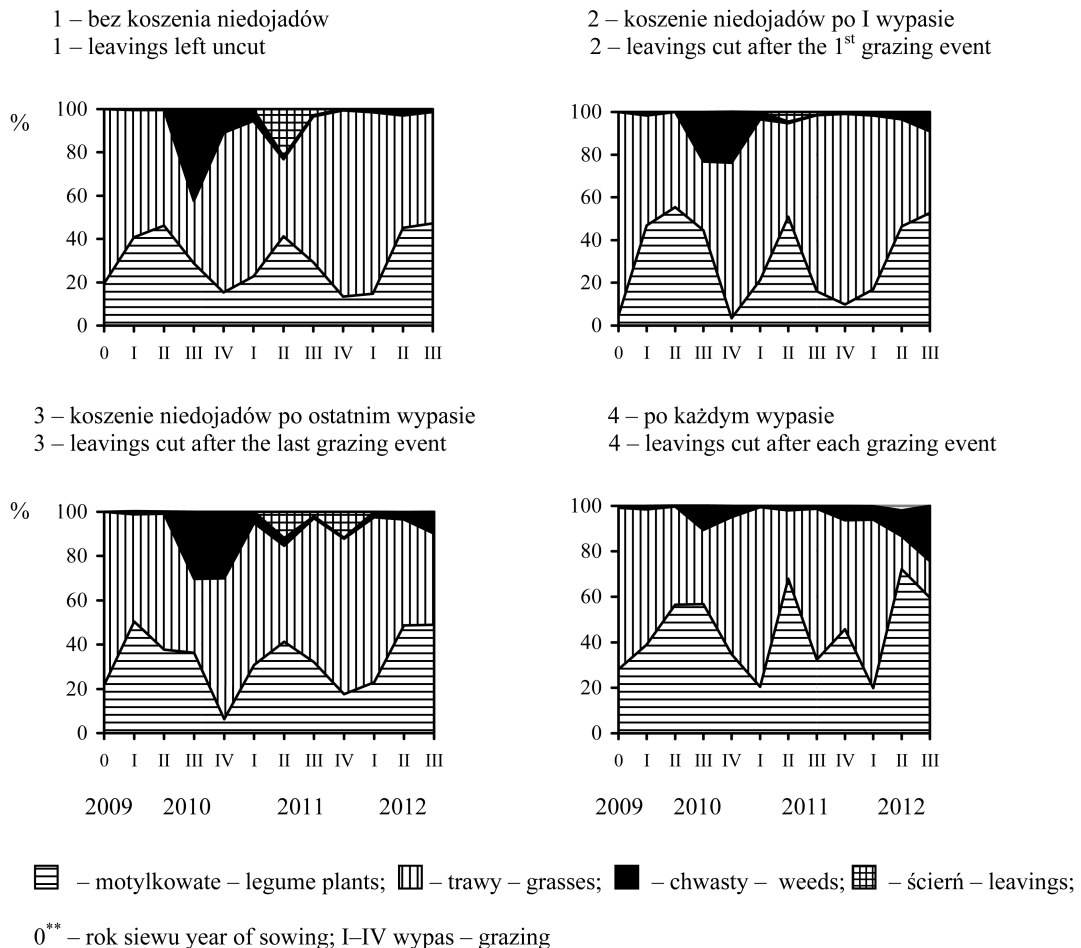 1 – bez koszenia niedojadów
1 – leavings left uncut
2 – koszenie niedojadów po I wypasie
2 – leavings cut after the 1st grazing event
%
100
80
60
40
20
0
0 I II III IV I II III IV I II III
100
80
60
40
20
0
0 I II III IV I II III IV I II III
3 – koszenie niedojadów po ostatnim wypasie
3 – leavings cut after the last grazing event
4 – po każdym wypasie
4 – leavings cut after each grazing event
%
100
80
60
40
20
0
0 I II III IV I II III IV I II III
2009 2010 2011 2012
100
80
60
40
20
0
0 I II III IV I II III IV I II III
2009 2010 2011 2012
– motylkowate – legume plants; – trawy – grasses; – chwasty – weeds; – ścierń – leavings;
0** – rok siewu year of sowing; I–IV wypas – grazing